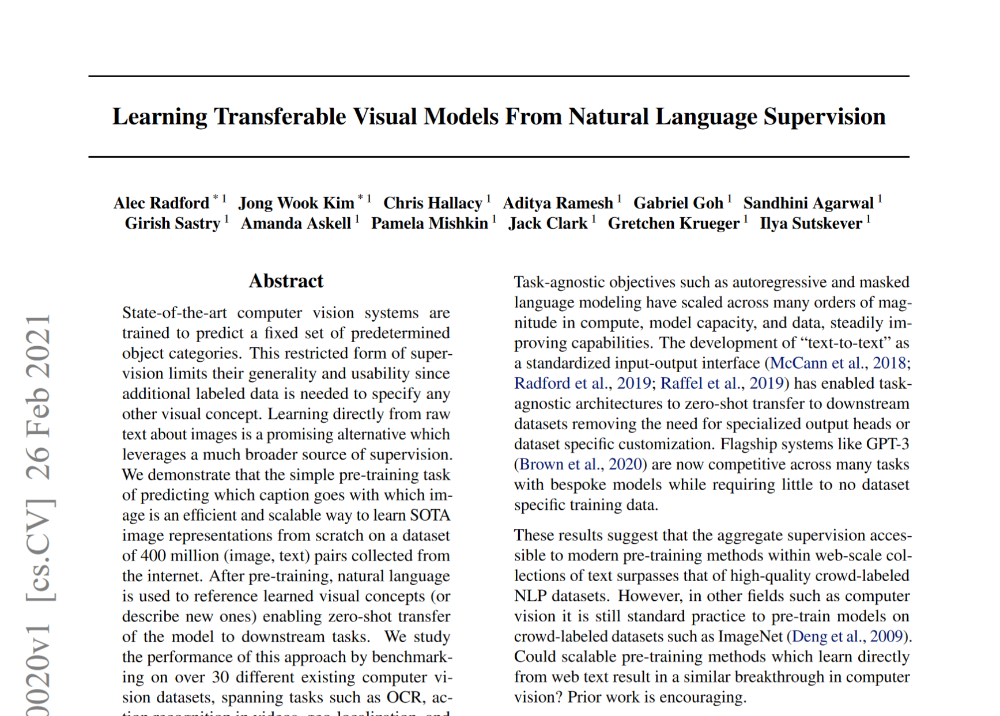 Learning Transferable Visual Models From Natural Language Supervision
Alec Radford * 1 Jong Wook Kim * 1 Chris Hallacy 1 Aditya Ramesh 1 Gabriel Goh 1 Sandhini Agarwal 1
Girish Sastry 1 Amanda Askell 1 Pamela Mishkin 1 Jack Clark 1 Gretchen Krueger 1 Ilya Sutskever 1
Abstract
State-of-the-art computer vision systems are
trained to predict a fixed set of predetermined
object categories. This restricted form of super-
vision limits their generality and usability since
additional labeled data is needed to specify any
other visual concept. Learning directly from raw
text about images is a promising alternative which
leverages a much broader source of supervision.
We demonstrate that the simple pre-training task
of predicting which caption goes with which im-
age is an efficient and scalable way to learn SOTA
image representations from scratch on a dataset
of 400 million (image, text) pairs collected from
the internet. After pre-training, natural language
is used to reference learned visual concepts (or
describe new ones) enabling zero-shot transfer
of the model to downstream tasks. We study
the performance of this approach by benchmark-
ing on over 30 different existing computer vi-
sion datasets, spanning tasks such as OCR, ac-
tion recognition in videos, geo-localization, and
Task-agnostic objectives such as autoregressive and masked
language modeling have scaled across many orders of mag-
nitude in compute, model capacity, and data, steadily im-
proving capabilities. The development of “text-to-text” as
a standardized input-output interface (McCann et al., 2018;
Radford et al., 2019; Raffel et al., 2019) has enabled task-
agnostic architectures to zero-shot transfer to downstream
datasets removing the need for specialized output heads or
dataset specific customization. Flagship systems like GPT-3
(Brown et al., 2020) are now competitive across many tasks
with bespoke models while requiring little to no dataset
specific training data.
These results suggest that the aggregate supervision acces-
sible to modern pre-training methods within web-scale col-
lections of text surpasses that of high-quality crowd-labeled
NLP datasets. However, in other fields such as computer
vision it is still standard practice to pre-train models on
crowd-labeled datasets such as ImageNet (Deng et al., 2009).
Could scalable pre-training methods which learn directly
from web text result in a similar breakthrough in computer
vision? Prior work is encouraging.
0020v1 [cs.CV] 26 Feb 2021